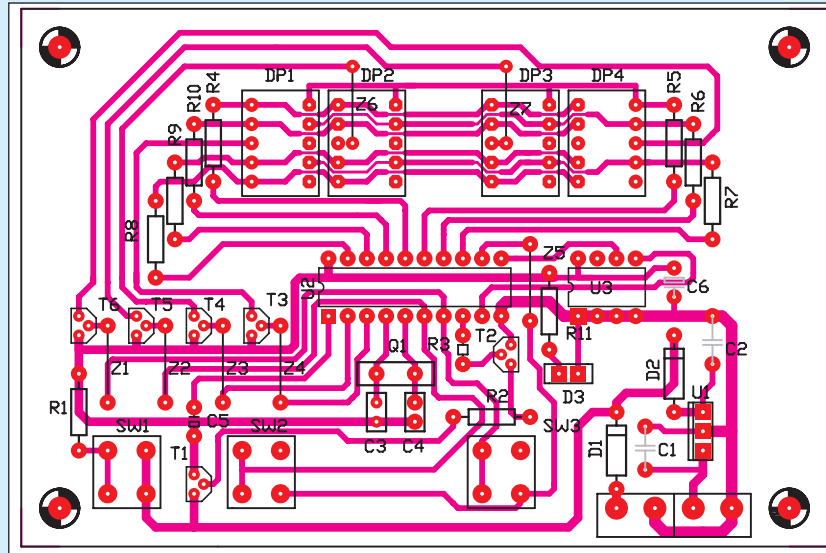 DP1
DP2
DP3
DP4
R4
R10
R9
R8
Z6
Z7
R5
R6
R7
U2
Z5
U3
C6
R11
T6
T5
T4
T3
Z1
Z2
Z3
Z4
Q1
R3
T2
D3
D2
C2
U1
R1
SW1
C5
T1
SW2
C3
C4
R2
SW3
D1
C1